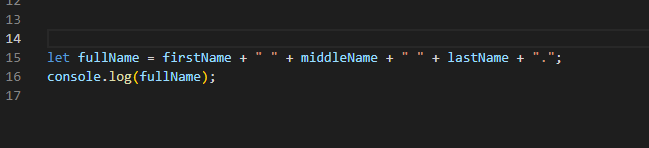 12
13
14
15 let fullName = firstName + " " + middleName + " " + lastName + ".";
16 console.log(fullName);
17